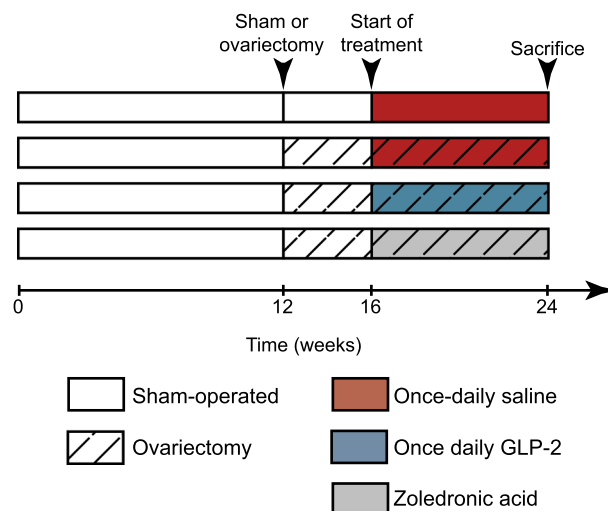 Sham or
ovariectomy
Start of
treatment
Sacrifice
0
12
16
24
Time (weeks)
Sham-operated
Once-daily saline
Ovariectomy
Once daily GLP-2
Zoledronic acid